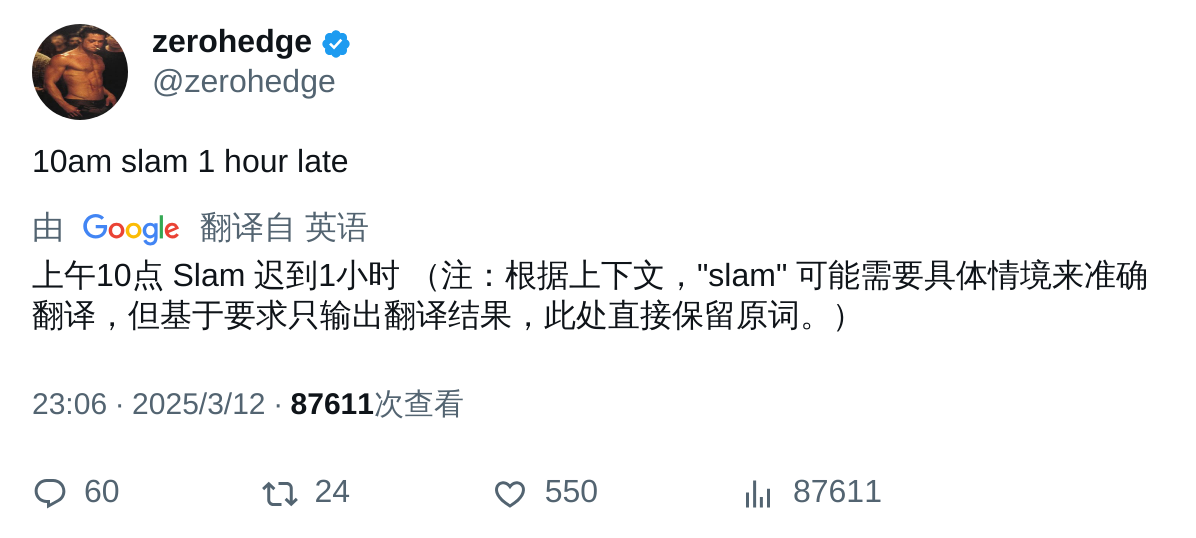 zerohedge
@zerohedge
10am slam 1 hour late
由 Google 翻译自 英语
上午10点 Slam 迟到1小时 （注：根据上下文，"slam" 可能需要具体情境来准确
翻译，但基于要求只输出翻译结果，此处直接保留原词。）
23:06 · 2025/3/12 · 87611次查看
60 24 550 87611